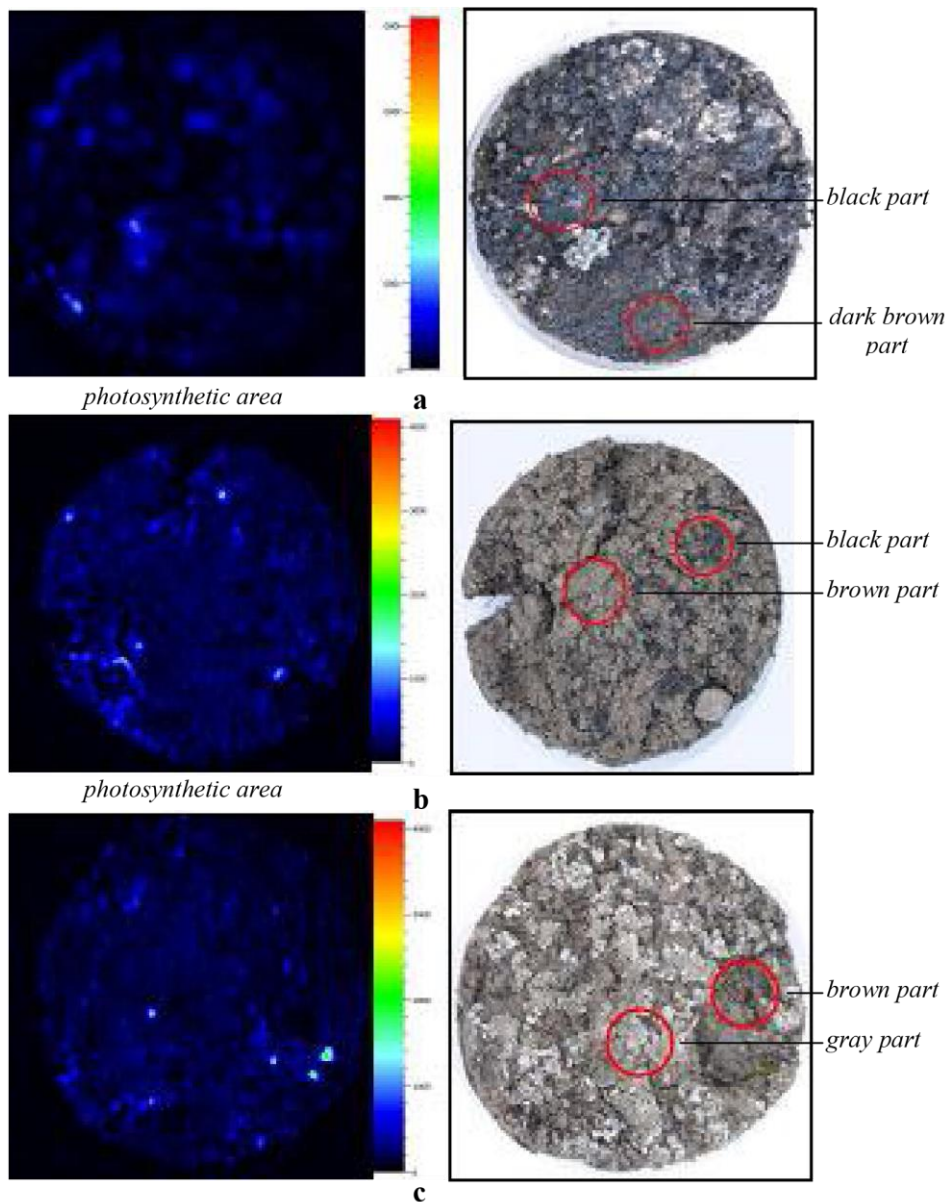 black part
dark brown
part
photosynthetic area
a
black part
brown part
photosynthetic area
b
brown part
gray part
c